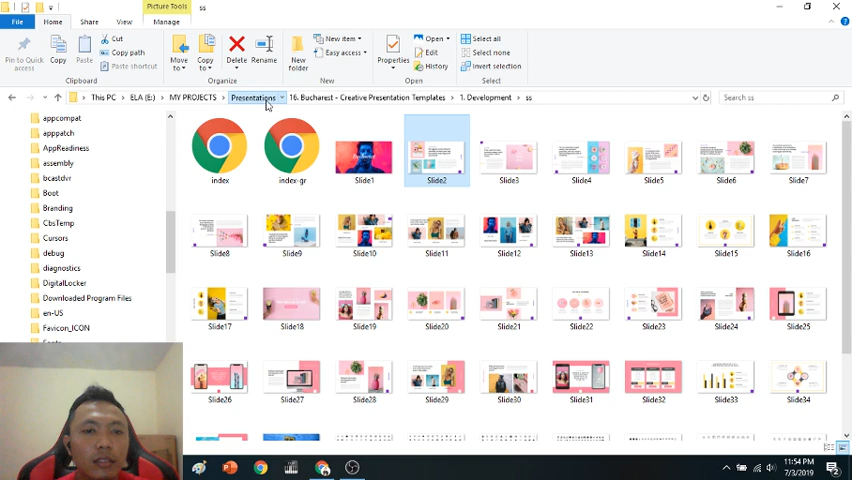 Picture Tools
ss
File
Home
Share
View
Manage
Pin to Quick access
Copy
Paste
Cut
Copy path
Paste shortcut
Clipboard
Move to
Copy to
Delete
Rename
Organize
New folder
New item
Easy access
New
Properties
Open
Edit
History
Open
Select all
Select none
Invert selection
Select
This PC
ELA (E:)
MY PROJECTS
Presentations
16. Bucharest - Creative Presentation Templates
1. Development
ss
Search ss
appcompat
apppatch
AppReadiness
assembly
bcastdvr
Boot
Branding
CbsTemp
Cursors
debug
diagnostics
DigitalLocker
Downloaded Program Files
en-US
Favicon_ICON
index
index-gr
Slide1
Slide2
Slide3
Slide4
Slide5
Slide6
Slide7
Slide8
Slide9
Slide10
Slide11
Slide12
Slide13
Slide14
Slide15
Slide16
Slide17
Slide18
Slide19
Slide20
Slide21
Slide22
Slide23
Slide24
Slide25
Slide26
Slide27
Slide28
Slide29
Slide30
Slide31
Slide32
Slide33
Slide34
11:54 PM
7/3/2019